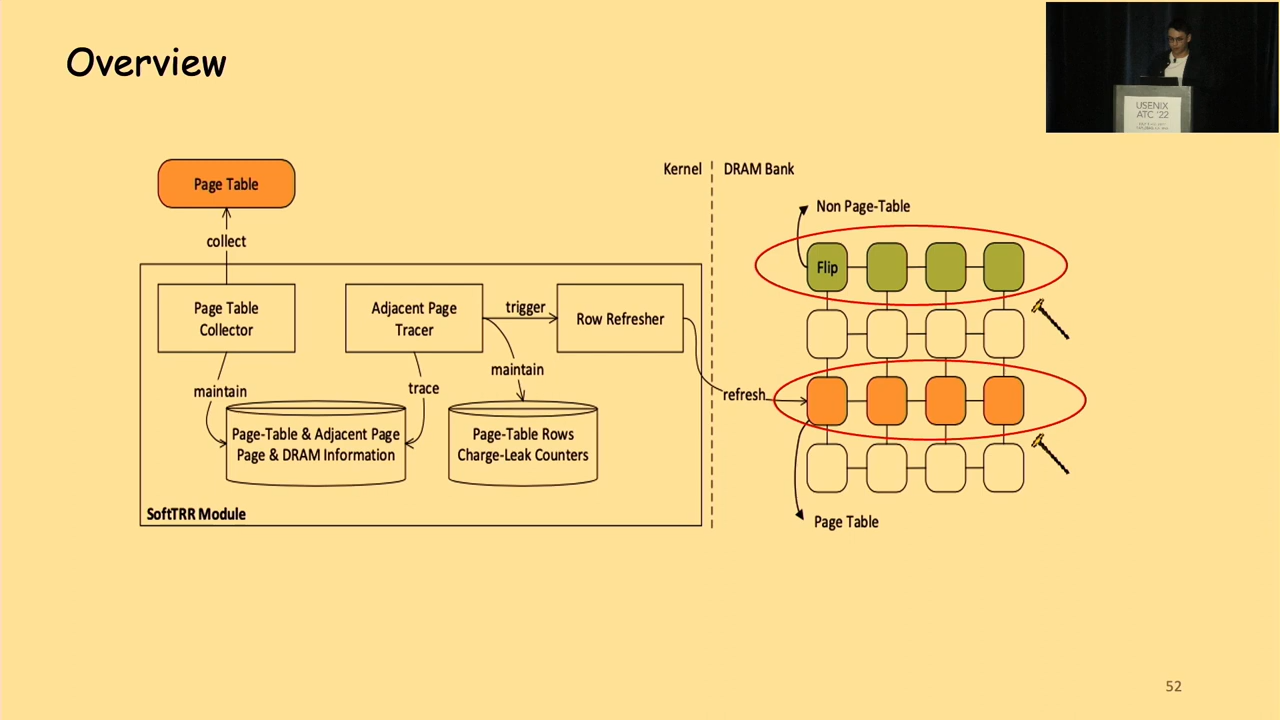 Overview
USENIX
ATC '22
Page Table
Kernel
DRAM Bank
Non Page-Table
collect
Flip
Page Table
Collector
Adjacent Page
Tracer
trigger
Row Refresher
maintain
trace
maintain
refresh
Page-Table & Adjacent Page
Page & DRAM Information
Page-Table Rows
Charge-Leak Counters
SoftTRR Module
Page Table
52